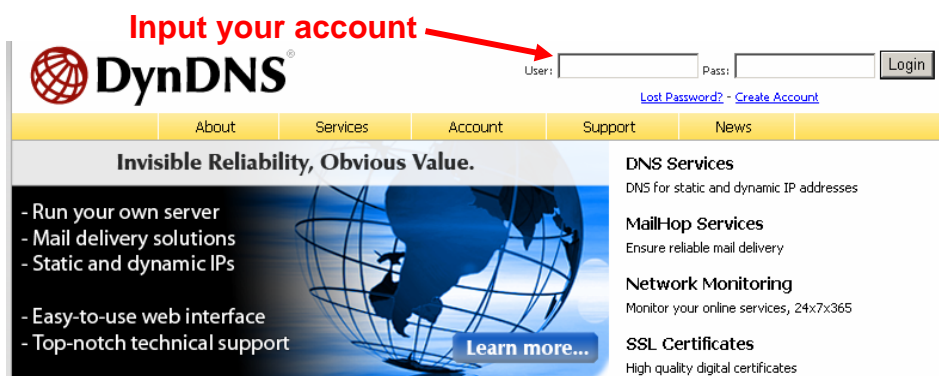 Input your account
DynDNS®
User: Pass: Login
Lost Password? - Create Account
About Services Account Support News
Invisible Reliability, Obvious Value.
- Run your own server
- Mail delivery solutions
- Static and dynamic IPs
- Easy-to-use web interface
- Top-notch technical support
Learn more...
DNS Services
DNS for static and dynamic IP addresses
MailHop Services
Ensure reliable mail delivery
Network Monitoring
Monitor your online services, 24x7x365
SSL Certificates
High quality digital certificates